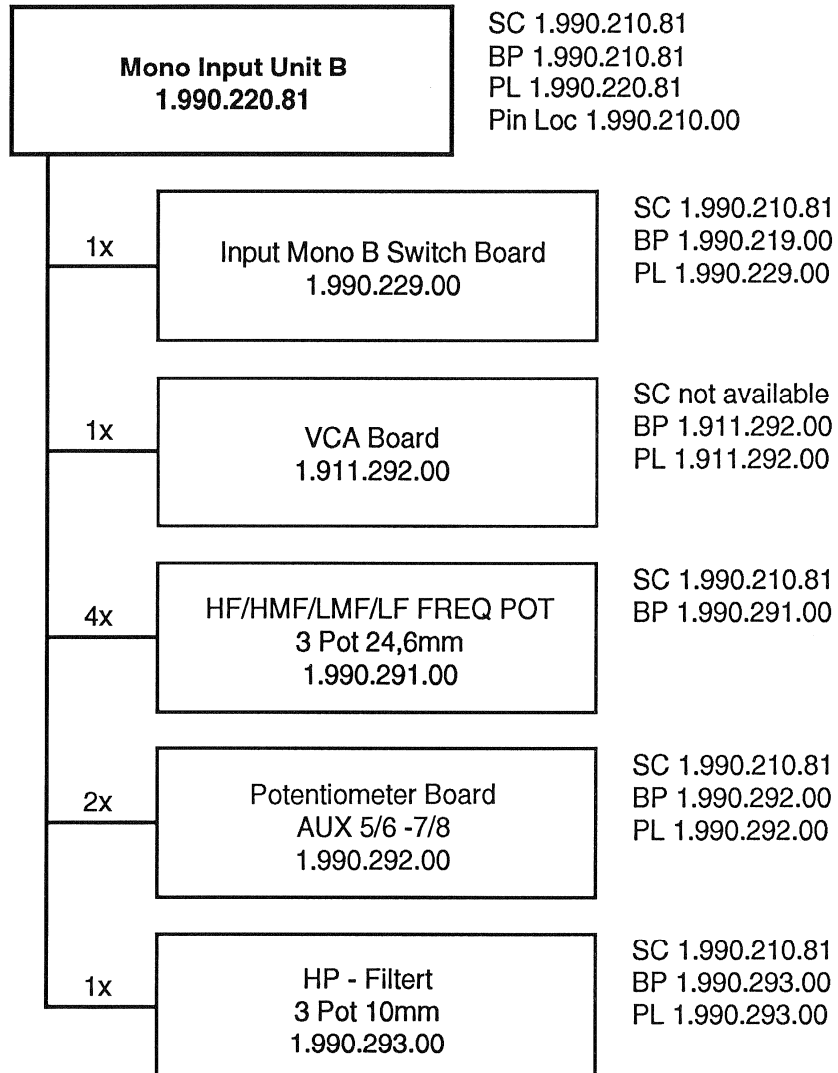 Mono Input Unit B
1.990.220.81
SC 1.990.210.81
BP 1.990.210.81
PL 1.990.220.81
Pin Loc 1.990.210.00
1x
Input Mono B Switch Board
1.990.229.00
SC 1.990.210.81
BP 1.990.219.00
PL 1.990.229.00
1x
VCA Board
1.911.292.00
SC not available
BP 1.911.292.00
PL 1.911.292.00
4x
HF/HMF/LMF/LF FREQ POT
3 Pot 24,6mm
1.990.291.00
SC 1.990.210.81
BP 1.990.291.00
2x
Potentiometer Board
AUX 5/6 -7/8
1.990.292.00
SC 1.990.210.81
BP 1.990.292.00
PL 1.990.292.00
1x
HP - Filtert
3 Pot 10mm
1.990.293.00
SC 1.990.210.81
BP 1.990.293.00
PL 1.990.293.00